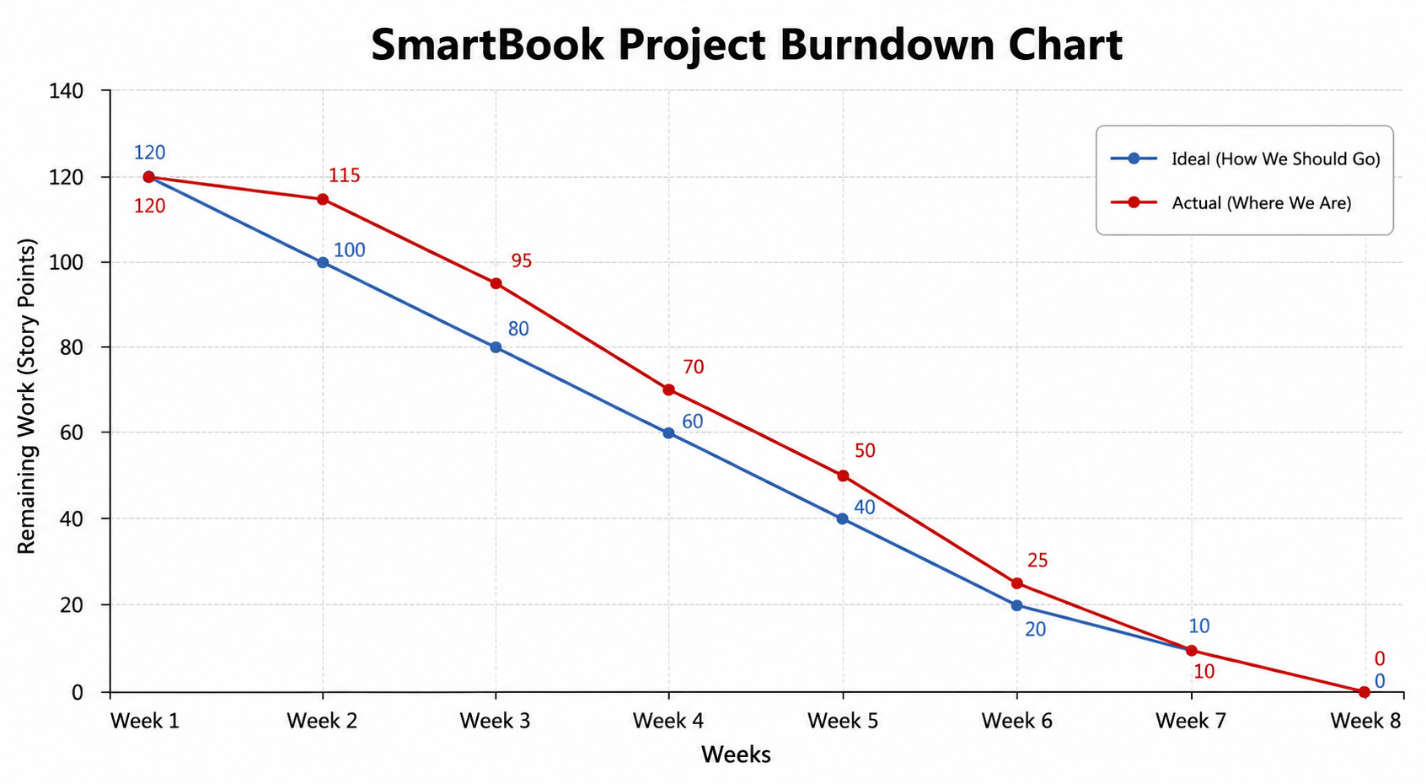 SmartBook Project Burndown Chart
140
120
100
80
60
40
20
0
Remaining Work (Story Points)
120
120
115
100
95
80
70
60
50
40
25
20
10
10
0
0
Ideal (How We Should Go)
Actual (Where We Are)
Week 1
Week 2
Week 3
Week 4
Week 5
Week 6
Week 7
Week 8
Weeks